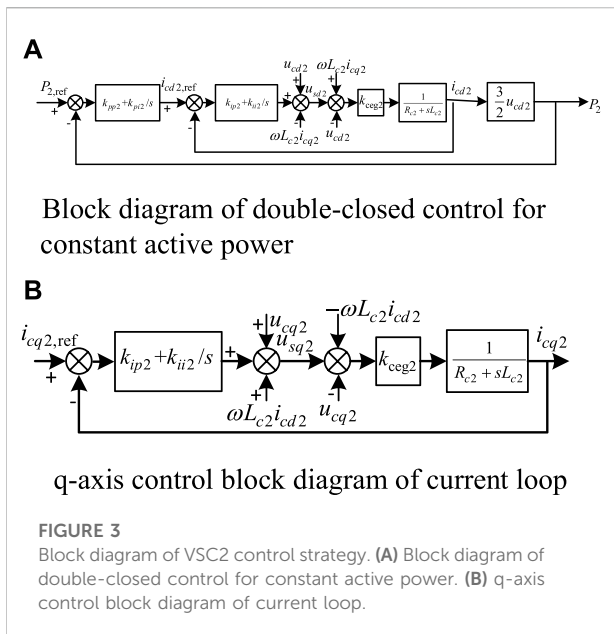 A
P2,ref + - kpp2+kpi2/s + icd2,ref - kip2+kii2/s + ucd2 + usd2 - ωLc2icq2 ωLc2icq2 + - ucd2 kceg2 1/(Rc2+sLc2) icd2 3/2 ucd2 P2
Block diagram of double-closed control for
constant active power
B
icq2,ref + - kip2+kii2/s + + ucq2 usq2 + ωLc2icd2 −ωLc2icd2 - ucq2 kceg2 1/(Rc2+sLc2) icq2
q-axis control block diagram of current loop
FIGURE 3
Block diagram of VSC2 control strategy. (A) Block diagram of
double-closed control for constant active power. (B) q-axis
control block diagram of current loop.